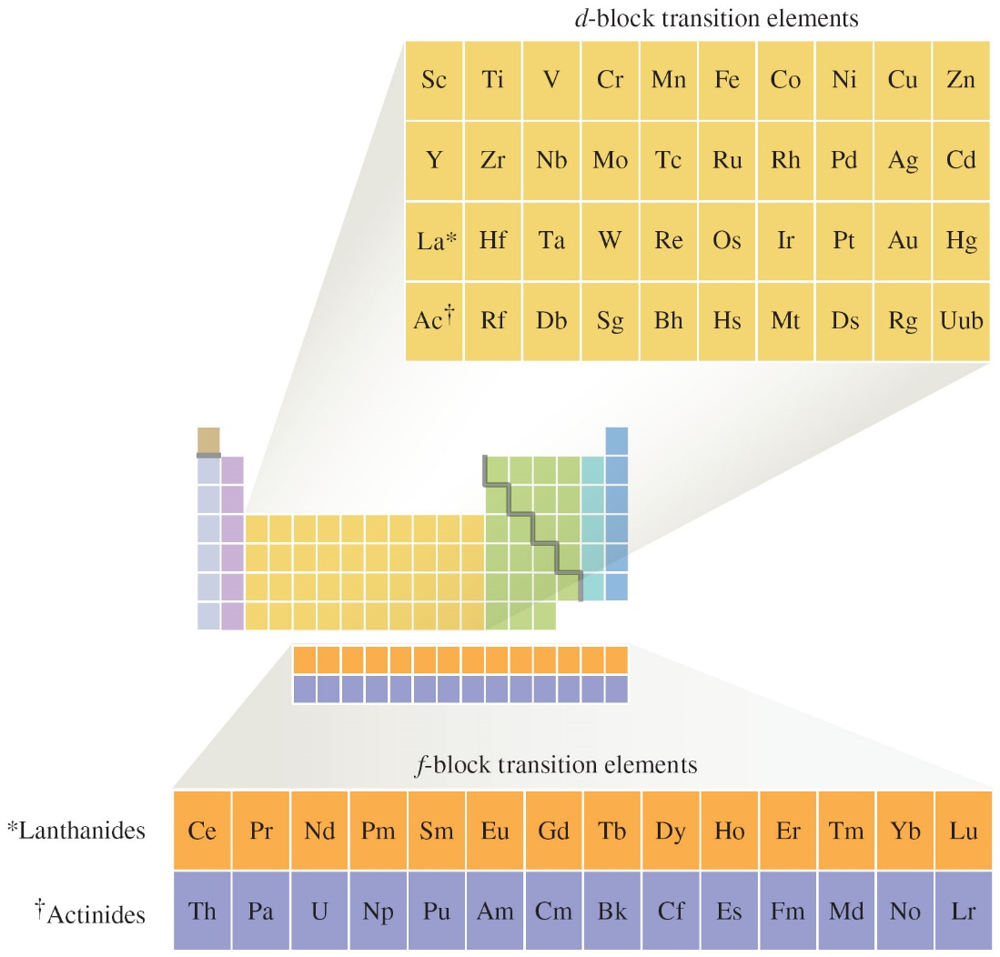 d-block transition elements
Sc Ti V Cr Mn Fe Co Ni Cu Zn
Y Zr Nb Mo Tc Ru Rh Pd Ag Cd
La* Hf Ta W Re Os Ir Pt Au Hg
Ac† Rf Db Sg Bh Hs Mt Ds Rg Uub
f-block transition elements
*Lanthanides Ce Pr Nd Pm Sm Eu Gd Tb Dy Ho Er Tm Yb Lu
†Actinides Th Pa U Np Pu Am Cm Bk Cf Es Fm Md No Lr